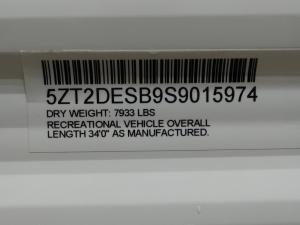 5ZT2DESB9S9015974
DRY WEIGHT: 7933 LBS
RECREATIONAL VEHICLE OVERALL
LENGTH 34'0" AS MANUFACTURED.